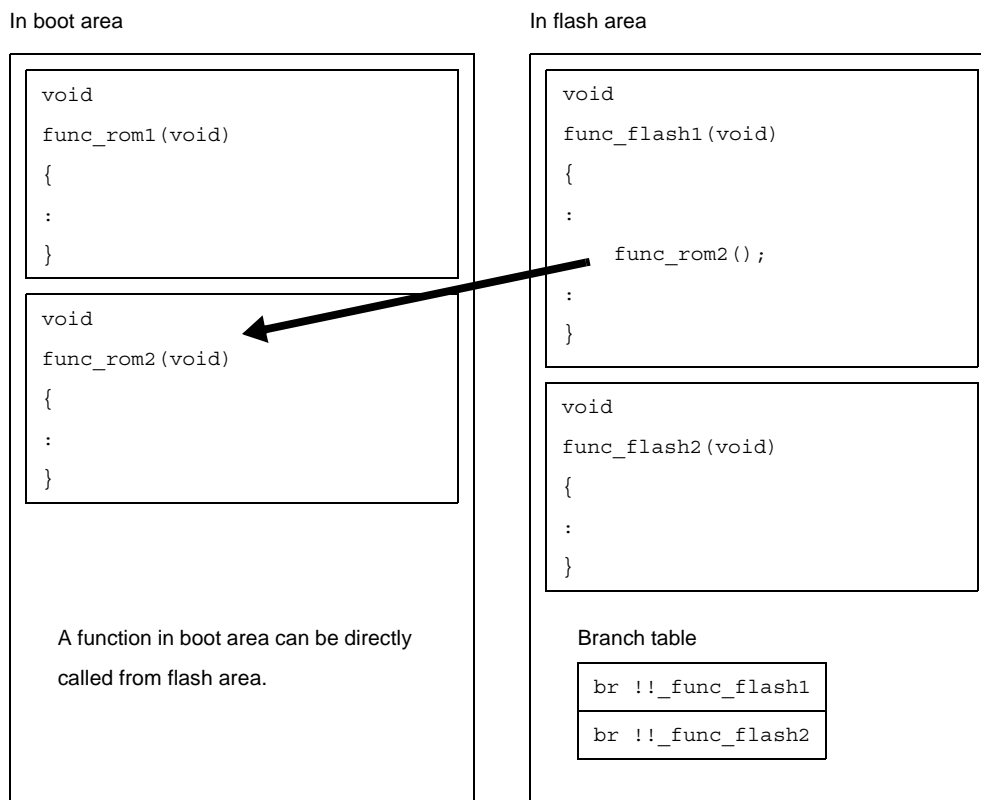 In boot area
void
func_rom1(void)
{
:
}
void
func_rom2(void)
{
:
}
A function in boot area can be directly
called from flash area.
In flash area
void
func_flash1(void)
{
:
func_rom2();
:
}
void
func_flash2(void)
{
:
}
Branch table
br !!_func_flash1
br !!_func_flash2